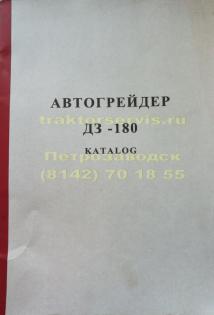 АВТОГРЕЙДЕР
traktorservis.ru
ДЗ -180
KATALOG
Петрозаводск
(8142) 70 18 55